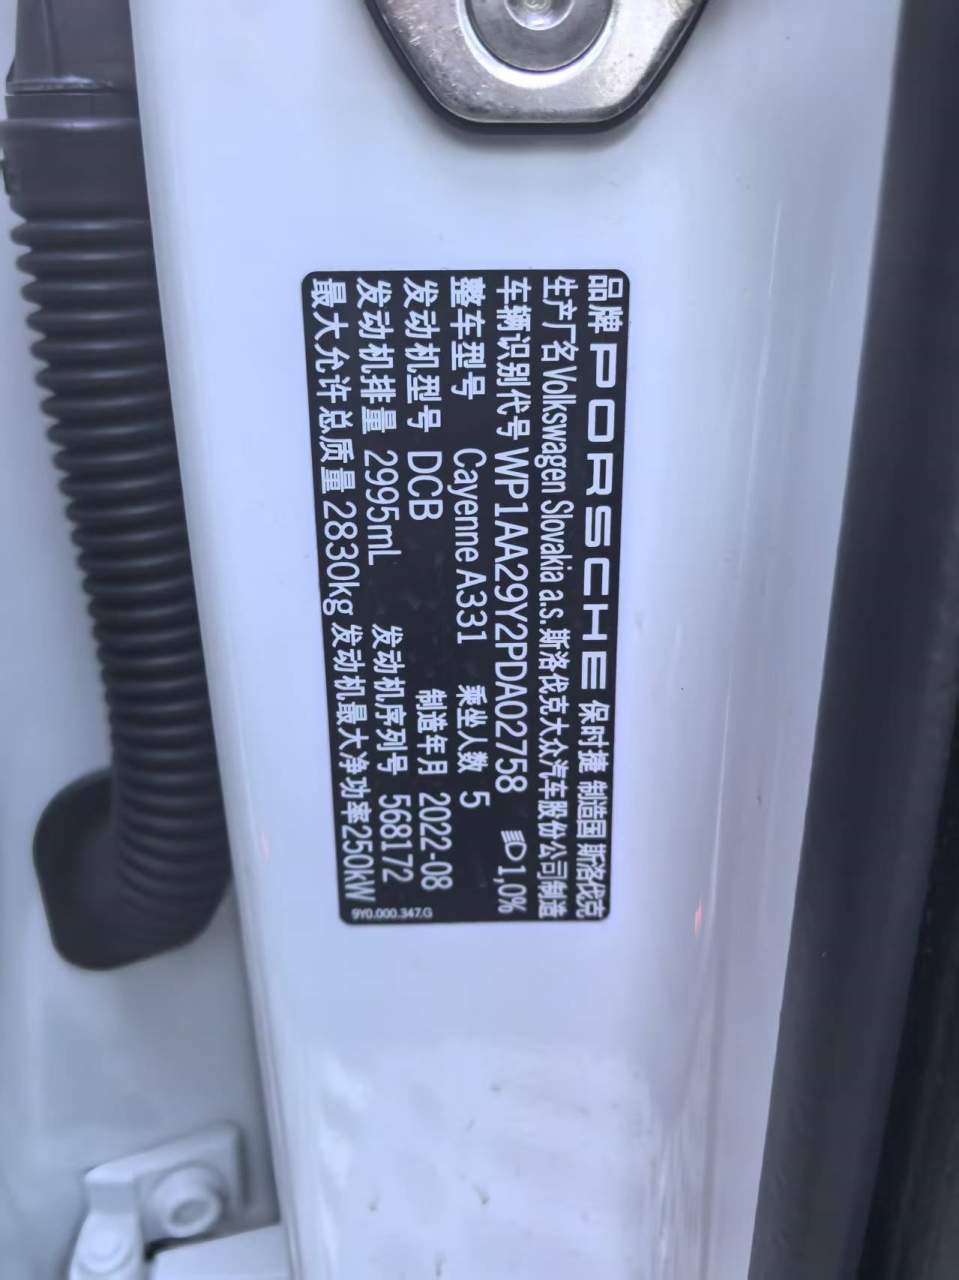 品牌 PORSCHE 保时捷 制造国 斯洛伐克
生产厂名 Volkswagen Slovakia a.s. 斯洛伐克大众汽车股份公司制造
车辆识别代号 WP1AA29Y2PDA02758 1,0%
整车型号 Cayenne A331 乘坐人数 5
发动机型号 DCB 制造年月 2022-08
发动机排量 2995mL 发动机序列号 568172
最大允许总质量 2830kg 发动机最大净功率 250kW
9Y0.000.347.G